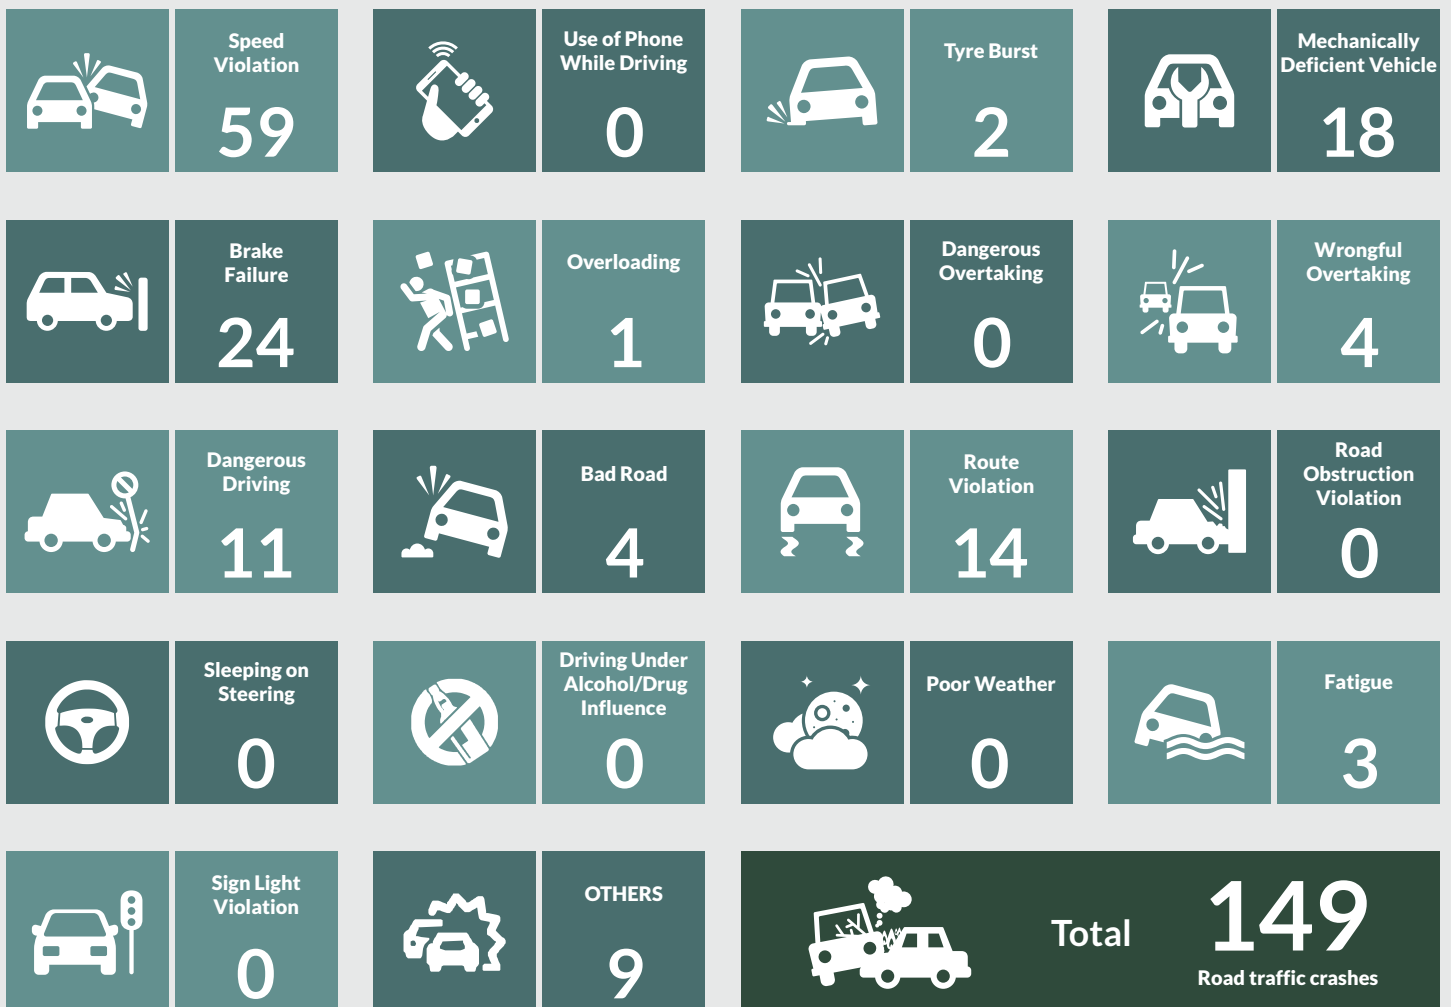 Speed
Violation
59
Use of Phone
While Driving
0
Tyre Burst
2
Mechanically
Deficient Vehicle
18
Brake
Failure
24
Overloading
1
Dangerous
Overtaking
0
Wrongful
Overtaking
4
Dangerous
Driving
11
Bad Road
4
Route
Violation
14
Road
Obstruction
Violation
0
Sleeping on
Steering
0
Driving Under
Alcohol/Drug
Influence
0
Poor Weather
0
Fatigue
3
Sign Light
Violation
0
OTHERS
9
Total
149
Road traffic crashes